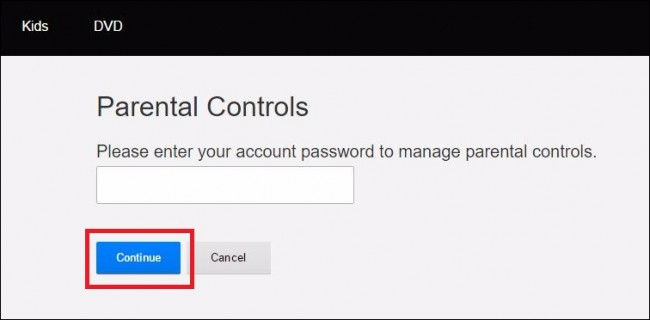 Kids DVD
Parental Controls
Please enter your account password to manage parental controls.
Continue Cancel